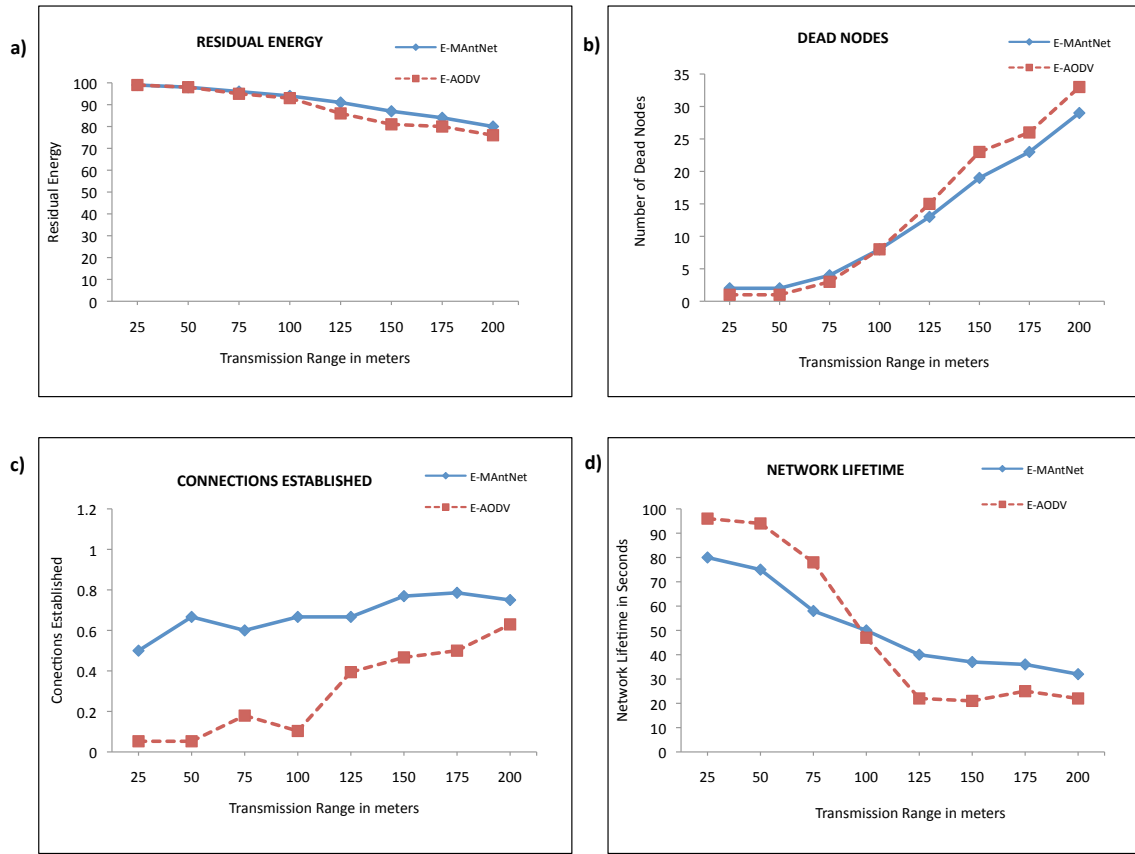 a)
RESIDUAL ENERGY
E-MAntNet
E-AODV
100
90
80
70
60
50
40
30
20
10
0
Residual Energy
25 50 75 100 125 150 175 200
Transmission Range in meters
b)
DEAD NODES
E-MAntNet
E-AODV
35
30
25
20
15
10
5
0
Number of Dead Nodes
25 50 75 100 125 150 175 200
Transmission Range in meters
c)
CONNECTIONS ESTABLISHED
E-MAntNet
E-AODV
1.2
1
0.8
0.6
0.4
0.2
0
Conections Established
25 50 75 100 125 150 175 200
Transmission Range in meters
d)
NETWORK LIFETIME
E-MAntNet
E-AODV
100
90
80
70
60
50
40
30
20
10
0
Network Lifetime in Seconds
25 50 75 100 125 150 175 200
Transmission Range in meters